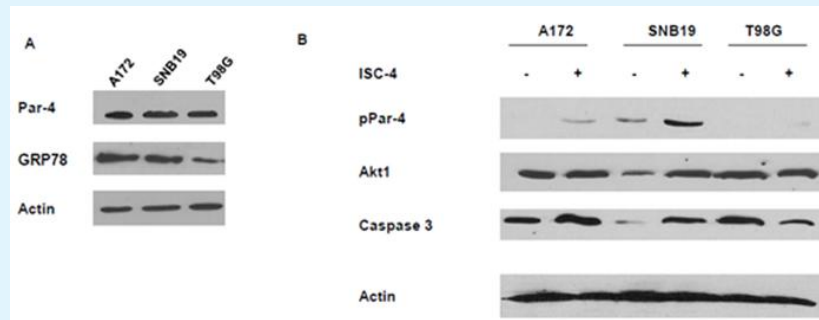 A
A172 SNB19 T98G
Par-4
GRP78
Actin
B
A172 SNB19 T98G
ISC-4 - + - + - +
pPar-4
Akt1
Caspase 3
Actin